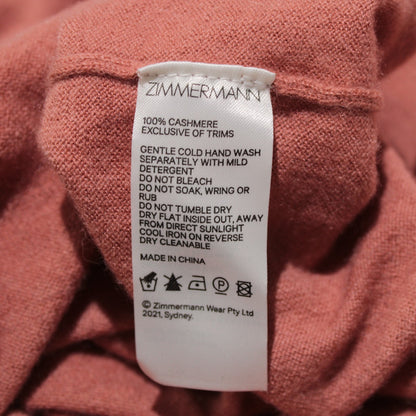 ZIMMERMANN
100% CASHMERE
EXCLUSIVE OF TRIMS
GENTLE COLD HAND WASH
SEPARATELY WITH MILD
DETERGENT
DO NOT BLEACH
DO NOT SOAK, WRING OR
RUB
DO NOT TUMBLE DRY
DRY FLAT INSIDE OUT, AWAY
FROM DIRECT SUNLIGHT
COOL IRON ON REVERSE
DRY CLEANABLE
MADE IN CHINA
© Zimmermann Wear Pty Ltd
2021, Sydney.